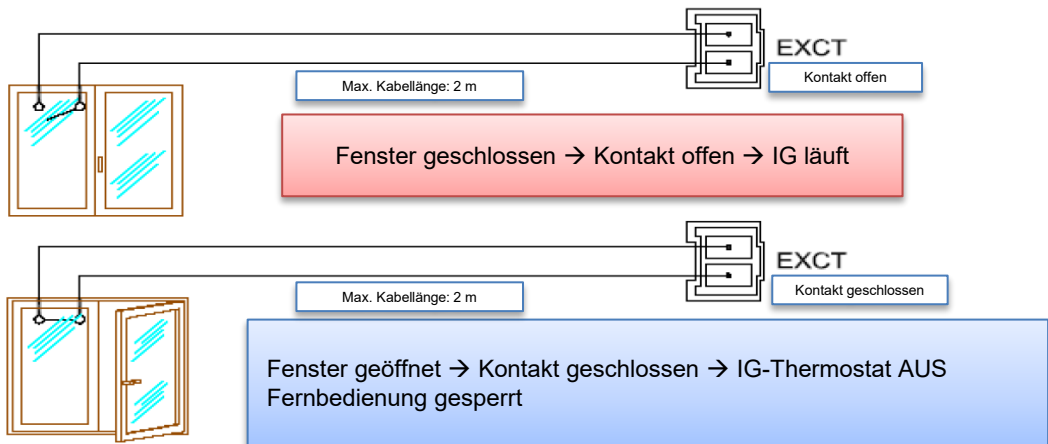 EXCT
Kontakt offen
Max. Kabellänge: 2 m
Fenster geschlossen → Kontakt offen → IG läuft
EXCT
Kontakt geschlossen
Max. Kabellänge: 2 m
Fenster geöffnet → Kontakt geschlossen → IG-Thermostat AUS
Fernbedienung gesperrt